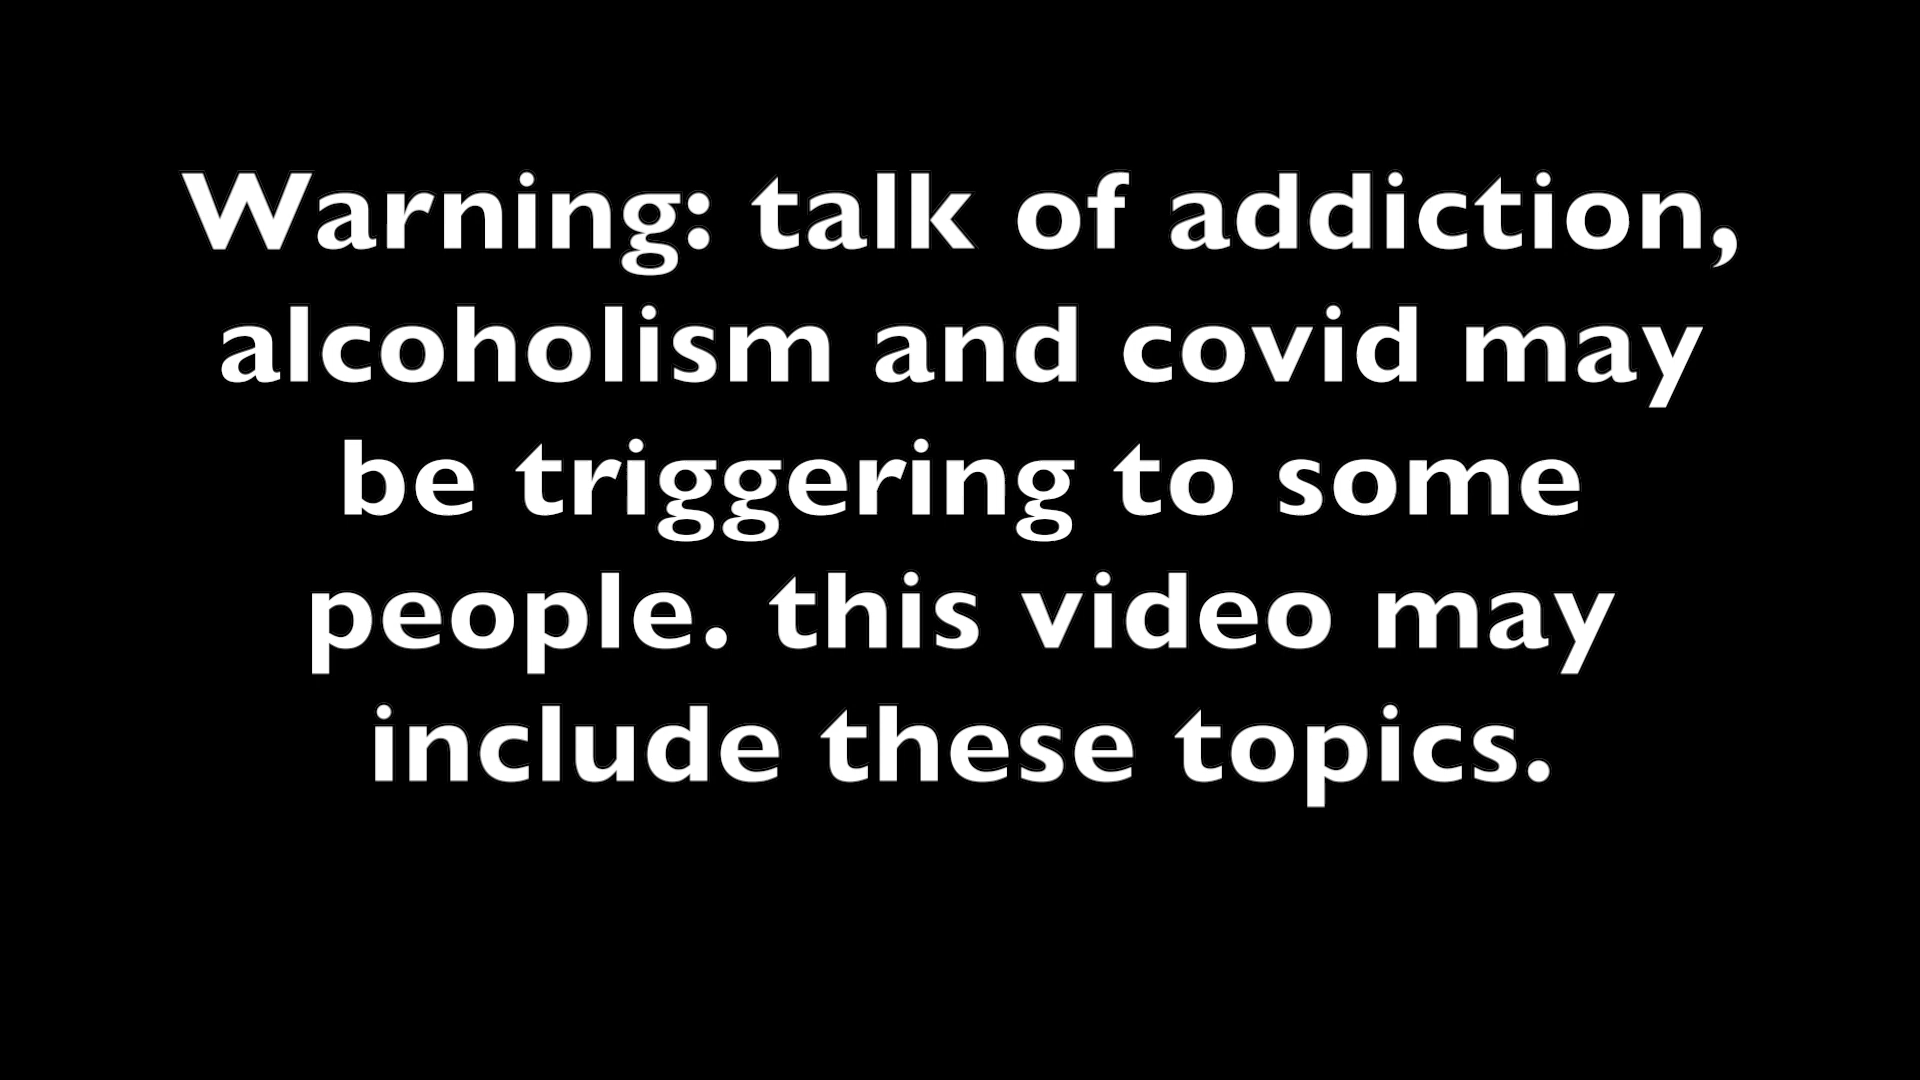 Warning: talk of addiction,
alcoholism and covid may
be triggering to some
people. this video may
include these topics.